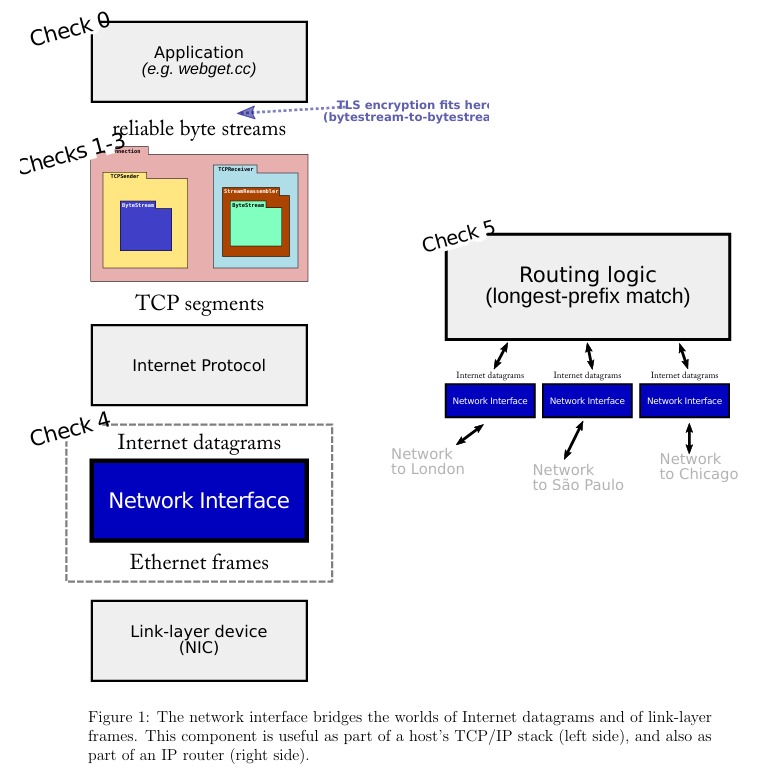 Check 0
Application
(e.g. webget.cc)
TLS encryption fits here
(bytestream-to-bytestrea
reliable byte streams
Checks 1-3
nnection
TCPSender
ByteStream
TCPReceiver
StreamReassembler
ByteStream
TCP segments
Internet Protocol
Check 4
Internet datagrams
Network Interface
Ethernet frames
Link-layer device
(NIC)
Check 5
Routing logic
(longest-prefix match)
Internet datagrams
Internet datagrams
Internet datagrams
Network Interface
Network Interface
Network Interface
Network
to London
Network
to São Paulo
Network
to Chicago
Figure 1: The network interface bridges the worlds of Internet datagrams and of link-layer
frames. This component is useful as part of a host's TCP/IP stack (left side), and also as
part of an IP router (right side).